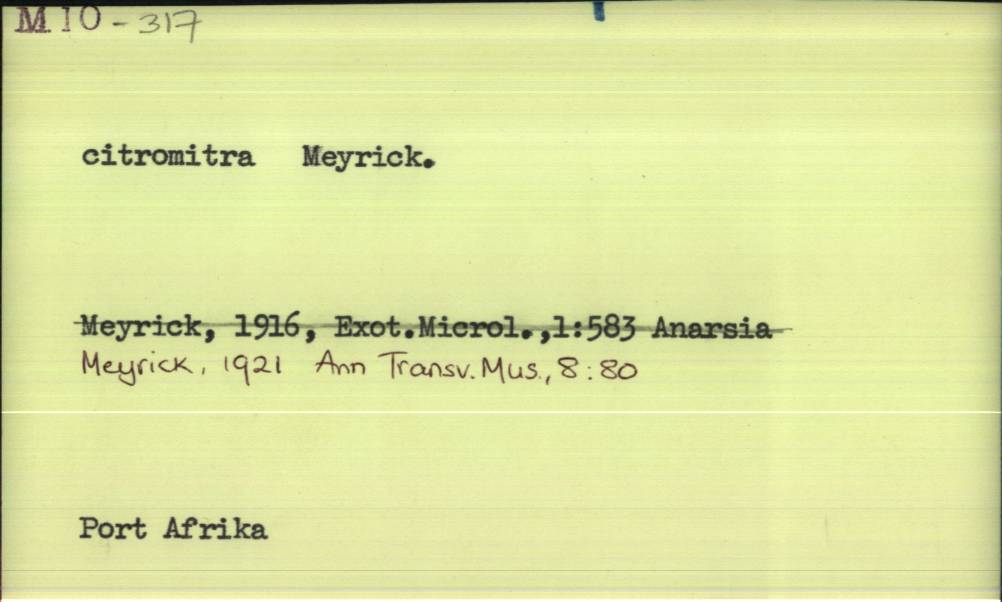 M 10 - 317
citromitra Meyrick.
Meyrick, 1916, Exot.Microl.,1:583 Anarsia
Meyrick, 1921 Ann Transv. Mus., 8:80
Port Afrika